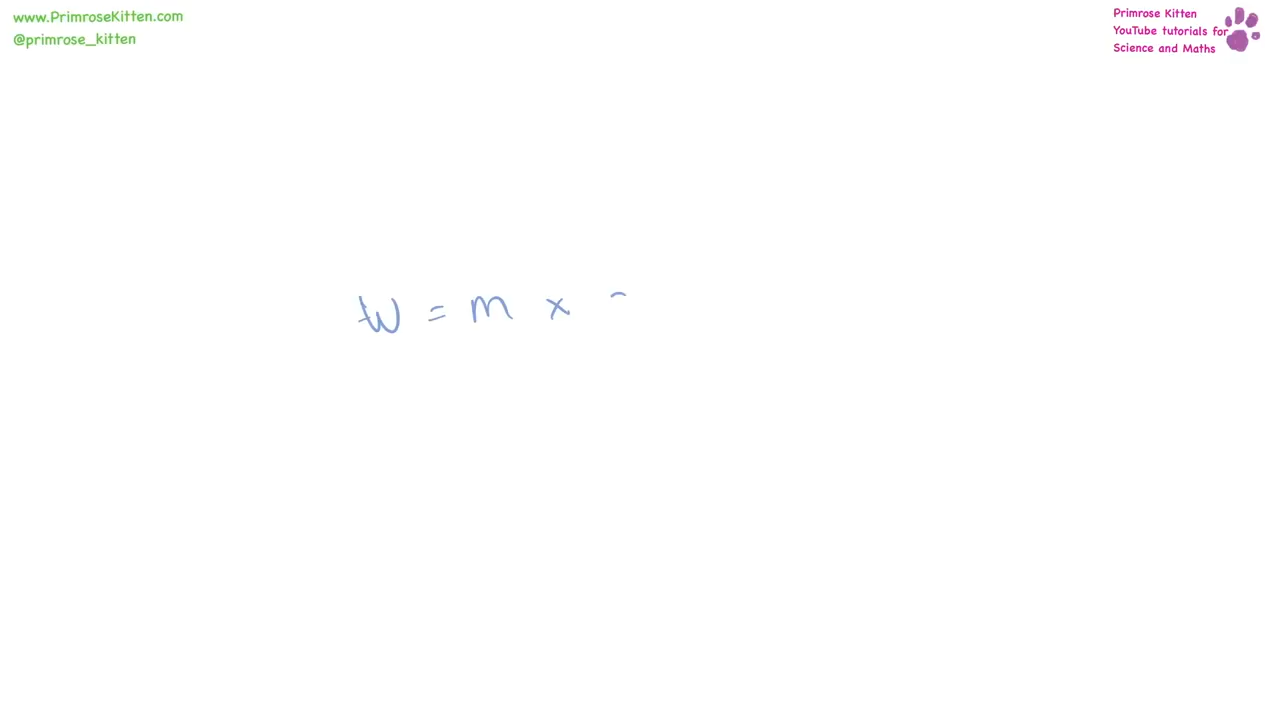 www.PrimroseKitten.com
@primrose_kitten
Primrose Kitten
YouTube tutorials for
Science and Maths
W = m x